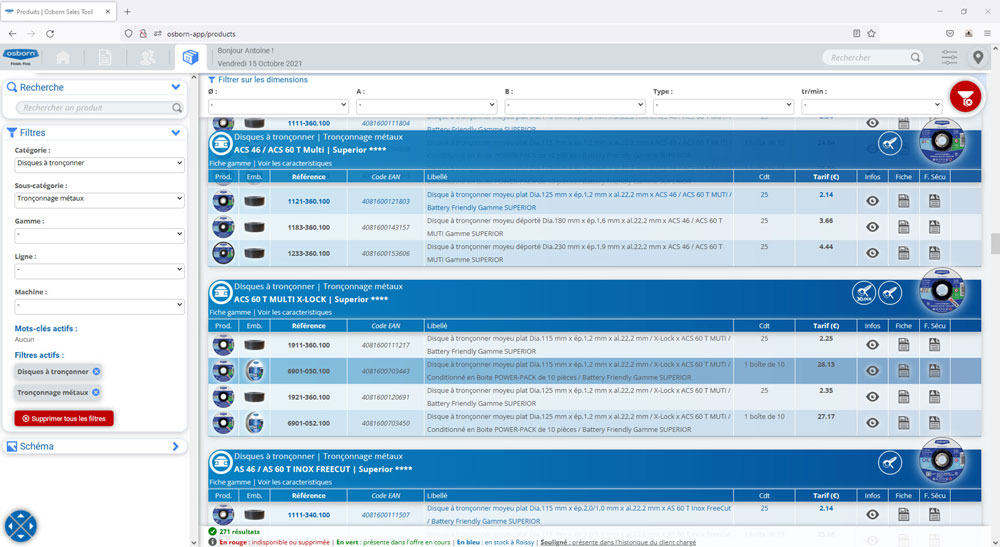 Produits | Osborn Sales Tool
osborn-app/products
osborn
Finish. First.
Bonjour Antoine !
Vendredi 15 Octobre 2021
Rechercher
Recherche
Rechercher un produit
Filtres
Catégorie :
Disques à tronçonner
Sous-catégorie :
Tronçonnage métaux
Gamme :
-
Ligne :
-
Machine :
-
Mots-clés actifs :
Aucun
Filtres actifs :
Disques à tronçonner
Tronçonnage métaux
Supprimer tous les filtres
Schéma
Filtrer sur les dimensions
Ø : A : B : Type : tr/min :
- - - - -
1111-360.100 4081600111804
Disques à tronçonner | Tronçonnage métaux
ACS 46 / ACS 60 T Multi | Superior ****
Fiche gamme | Voir les caracteristiques
Prod. Emb. Référence Code EAN Libellé Cdt Tarif (€) Infos Fiche F. Sécu
1121-360.100 4081600121803 Disque à tronçonner moyeu plat Dia.125 mm x ép.1,2 mm x al.22,2 mm x ACS 46 / ACS 60 T MUTI / 25 2.14
Battery Friendly Gamme SUPERIOR
1183-360.100 4081600143157 Disque à tronçonner moyeu déporté Dia.180 mm x ép.1,6 mm x al.22,2 mm x ACS 46 / ACS 60 T 25 3.66
MUTI Gamme SUPERIOR
1233-360.100 4081600153606 Disque à tronçonner moyeu déporté Dia.230 mm x ép.1,9 mm x al.22,2 mm x ACS 46 / ACS 60 T 25 4.44
MUTI Gamme SUPERIOR
Disques à tronçonner | Tronçonnage métaux
ACS 60 T MULTI X-LOCK | Superior ****
Fiche gamme | Voir les caracteristiques
Prod. Emb. Référence Code EAN Libellé Cdt Tarif (€) Infos Fiche F. Sécu
1911-360.100 4081600111217 Disque à tronçonner moyeu plat Dia.115 mm x ép.1,2 mm x al.22,2 mm / X-Lock x ACS 60 T MUTI / 25 2.25
Battery Friendly Gamme SUPERIOR
6901-050.100 4081600703443 Disque à tronçonner moyeu plat Dia.115 mm x ép.1,2 mm x al.22,2 mm / X-Lock x ACS 60 T MUTI / 1 boîte de 10 26.13
Conditionné en Boite POWER-PACK de 10 pièces / Battery Friendly Gamme SUPERIOR
1921-360.100 4081600120691 Disque à tronçonner moyeu plat Dia.125 mm x ép.1,2 mm x al.22,2 mm / X-Lock x ACS 60 T MUTI / 25 2.35
Battery Friendly Gamme SUPERIOR
6901-052.100 4081600703450 Disque à tronçonner moyeu plat Dia.125 mm x ép.1,2 mm x al.22,2 mm / X-Lock x ACS 60 T MUTI / 1 boîte de 10 27.17
Conditionné en Boite POWER-PACK de 10 pièces / Battery Friendly Gamme SUPERIOR
Disques à tronçonner | Tronçonnage métaux
AS 46 / AS 60 T INOX FREECUT | Superior ****
Fiche gamme | Voir les caracteristiques
Prod. Emb. Référence Code EAN Libellé Cdt Tarif (€) Infos Fiche F. Sécu
1111-340.100 4081600111507 Disque à tronçonner moyeu plat Dia.115 mm x ép.2,0/1,0 mm x al.22,2 mm x AS 60 T Inox FreeCut 25 2.14
/ Battery Friendly Gamme SUPERIOR
271 résultats
En rouge : indisponible ou supprimée | En vert : présente dans l'offre en cours | En bleu : en stock à Roissy | Souligné : présente dans l'historique du client chargé